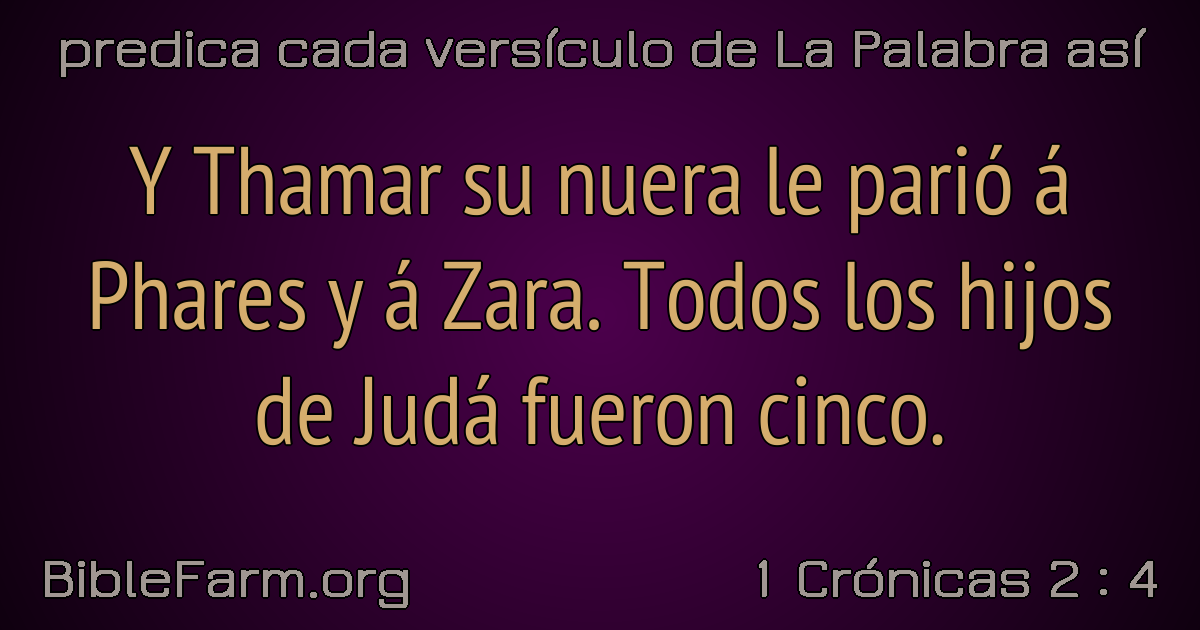 predica cada versículo de La Palabra así
Y Thamar su nuera le parió á
Phares y á Zara. Todos los hijos
de Judá fueron cinco.
BibleFarm.org
1 Crónicas 2 : 4